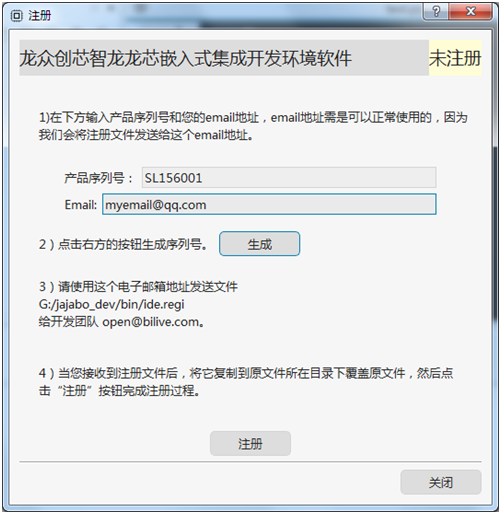 注册
龙众创芯智龙龙芯嵌入式集成开发环境软件 未注册
1)在下方输入产品序列号和您的email地址，email地址需是可以正常使用的，因为
我们会将注册文件发送给这个email地址。
产品序列号： SL156001
Email: myemail@qq.com
2）点击右方的按钮生成序列号。 生成
3）请使用这个电子邮箱地址发送文件
G:/jajabo_dev/bin/ide.regi
给开发团队 open@bilive.com。
4）当您接收到注册文件后，将它复制到原文件所在目录下覆盖原文件，然后点
击“注册”按钮完成注册过程。
注册
关闭